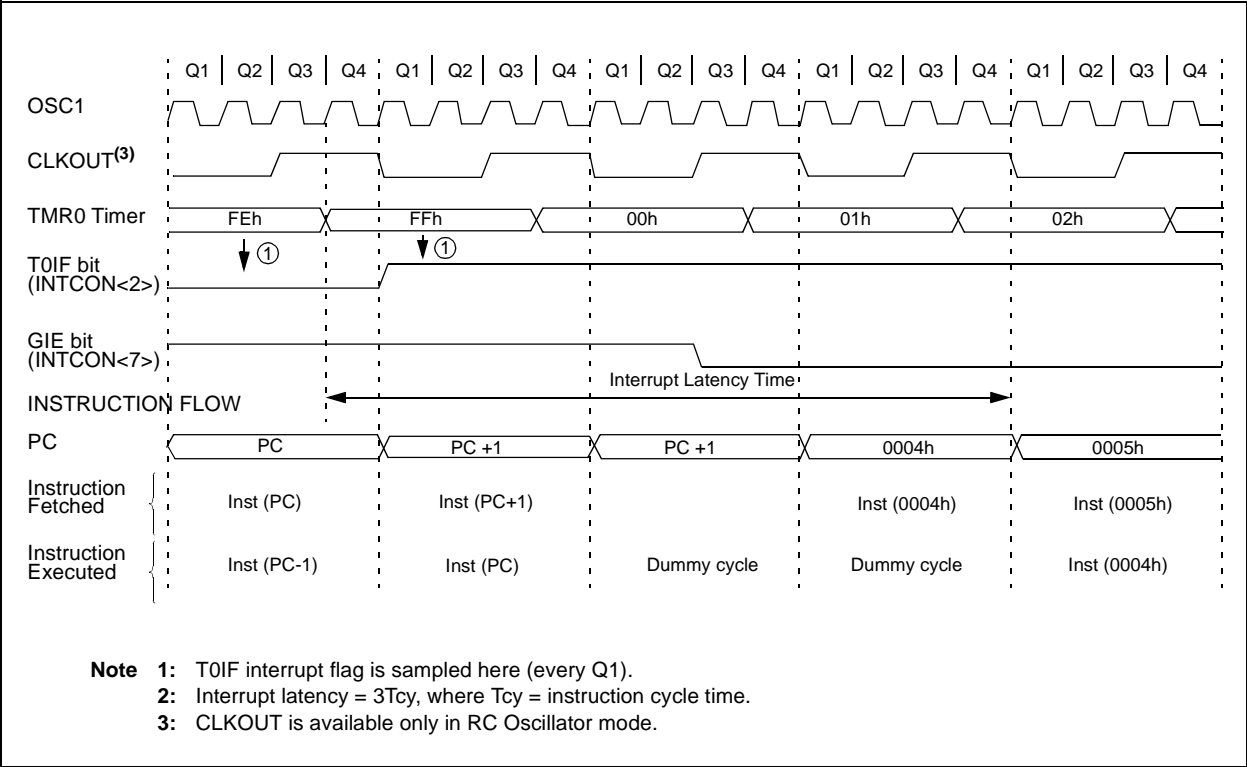 Q1 Q2 Q3 Q4 Q1 Q2 Q3 Q4 Q1 Q2 Q3 Q4 Q1 Q2 Q3 Q4 Q1 Q2 Q3 Q4
OSC1
CLKOUT(3)
TMR0 Timer FEh FFh 00h 01h 02h
1 1
T0IF bit
(INTCON<2>)
GIE bit
(INTCON<7>)
Interrupt Latency Time
INSTRUCTION FLOW
PC PC PC +1 PC +1 0004h 0005h
Instruction
Fetched Inst (PC) Inst (PC+1) Inst (0004h) Inst (0005h)
Instruction
Executed Inst (PC-1) Inst (PC) Dummy cycle Dummy cycle Inst (0004h)
Note 1: T0IF interrupt flag is sampled here (every Q1).
2: Interrupt latency = 3Tcy, where Tcy = instruction cycle time.
3: CLKOUT is available only in RC Oscillator mode.